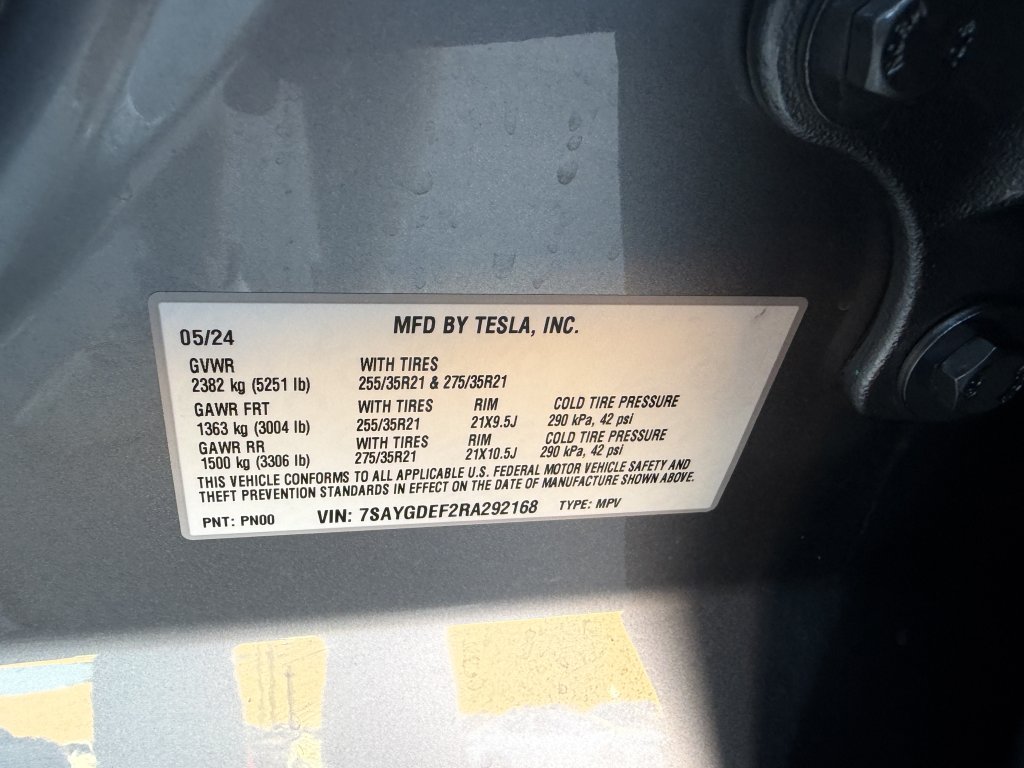 MFD BY TESLA, INC.
05/24
GVWR WITH TIRES
2382 kg (5251 lb) 255/35R21 & 275/35R21
GAWR FRT WITH TIRES RIM COLD TIRE PRESSURE
1363 kg (3004 lb) 255/35R21 21X9.5J 290 kPa, 42 psi
GAWR RR WITH TIRES RIM COLD TIRE PRESSURE
1500 kg (3306 lb) 275/35R21 21X10.5J 290 kPa, 42 psi
THIS VEHICLE CONFORMS TO ALL APPLICABLE U.S. FEDERAL MOTOR VEHICLE SAFETY AND
THEFT PREVENTION STANDARDS IN EFFECT ON THE DATE OF MANUFACTURE SHOWN ABOVE.
PNT: PN00 VIN: 7SAYGDEF2RA292168 TYPE: MPV